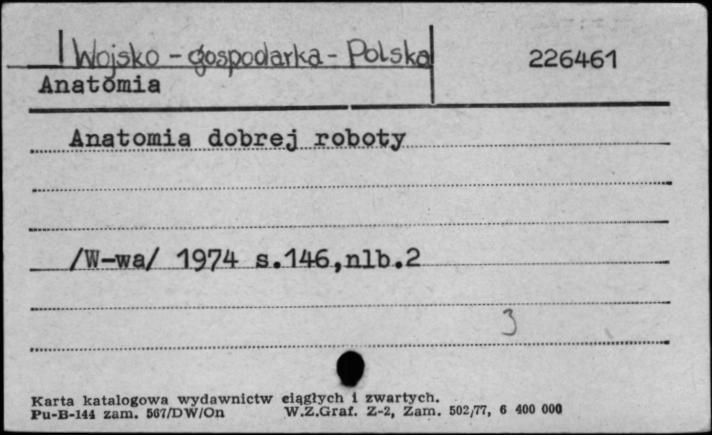 Wojsko - gospodarka - Polska
226461
Anatomia
Anatomia dobrej roboty
/W-wa/ 1974 s.146,nlb.2
3
Karta katalogowa wydawnictw ciągłych i zwartych.
Pu-B-144 zam. 567/DW/On W.Z.Graf. Z-2, Zam. 502/77, 6 400 000